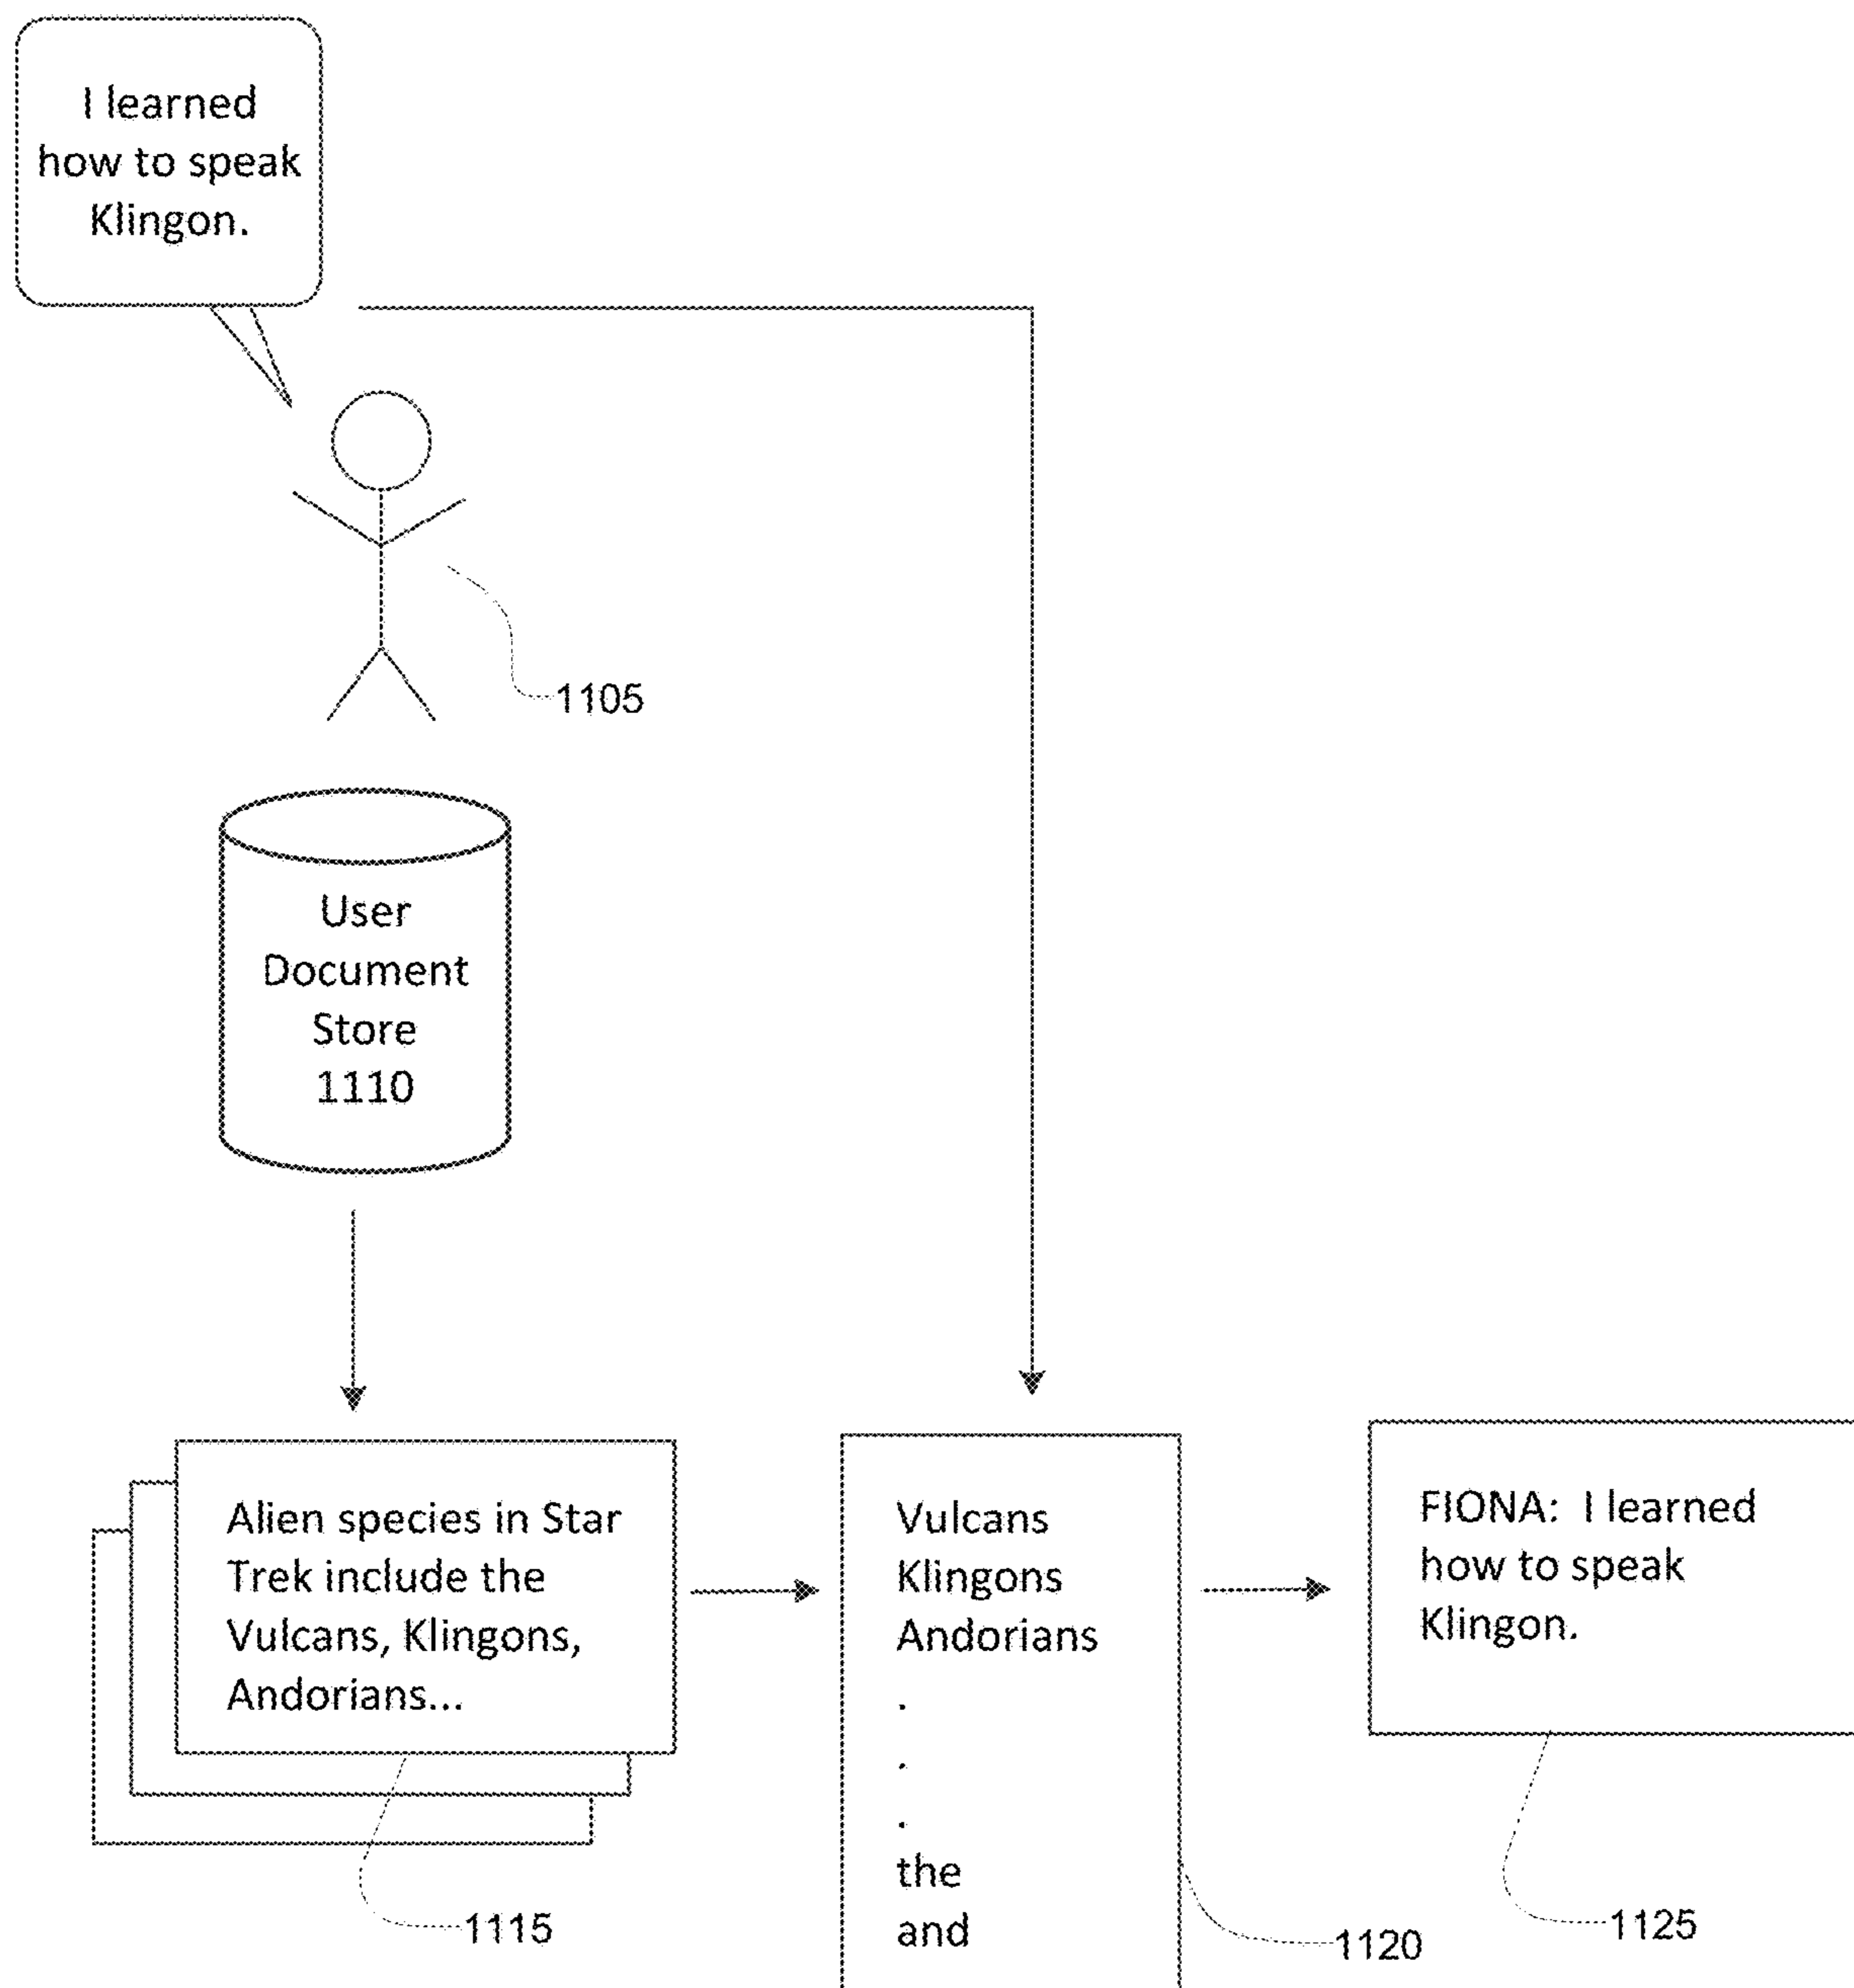 I learned
how to speak
Klingon.
1105
User
Document
Store
1110
Alien species in Star
Trek include the
Vulcans, Klingons,
Andorians...
1115
Vulcans
Klingons
Andorians
.
.
.
the
and
1120
FIONA:  I learned
how to speak
Klingon.
1125